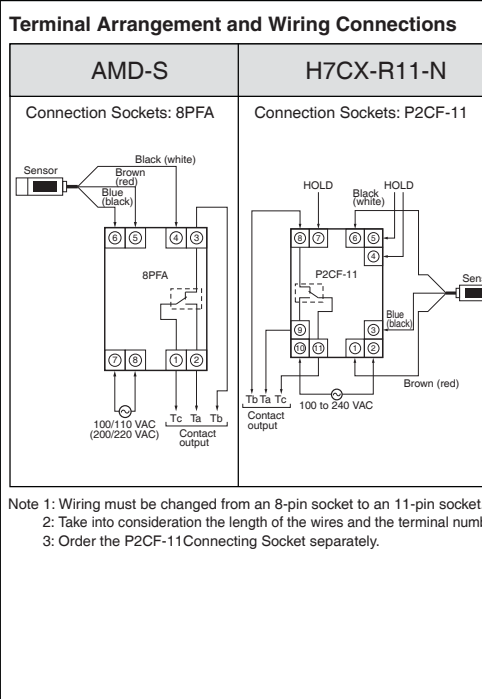 Terminal Arrangement and Wiring Connections
AMD-S
H7CX-R11-N
Connection Sockets: 8PFA
Connection Sockets: P2CF-11
Sensor
Black (white)
Brown
(red)
Blue
(black)
⑥ ⑤ ④ ③
8PFA
⑦ ⑧ ① ②
100/110 VAC
(200/220 VAC)
Tc Ta Tb
Contact
output
HOLD
HOLD
Black
(white)
⑧ ⑦ ⑥ ⑤
④
P2CF-11
Sens
Blue
(black)
⑨ ③
⑩ ⑪ ① ②
Brown (red)
Tb Ta Tc
100 to 240 VAC
Contact
output
Note 1: Wiring must be changed from an 8-pin socket to an 11-pin socket
2: Take into consideration the length of the wires and the terminal numb
3: Order the P2CF-11Connecting Socket separately.